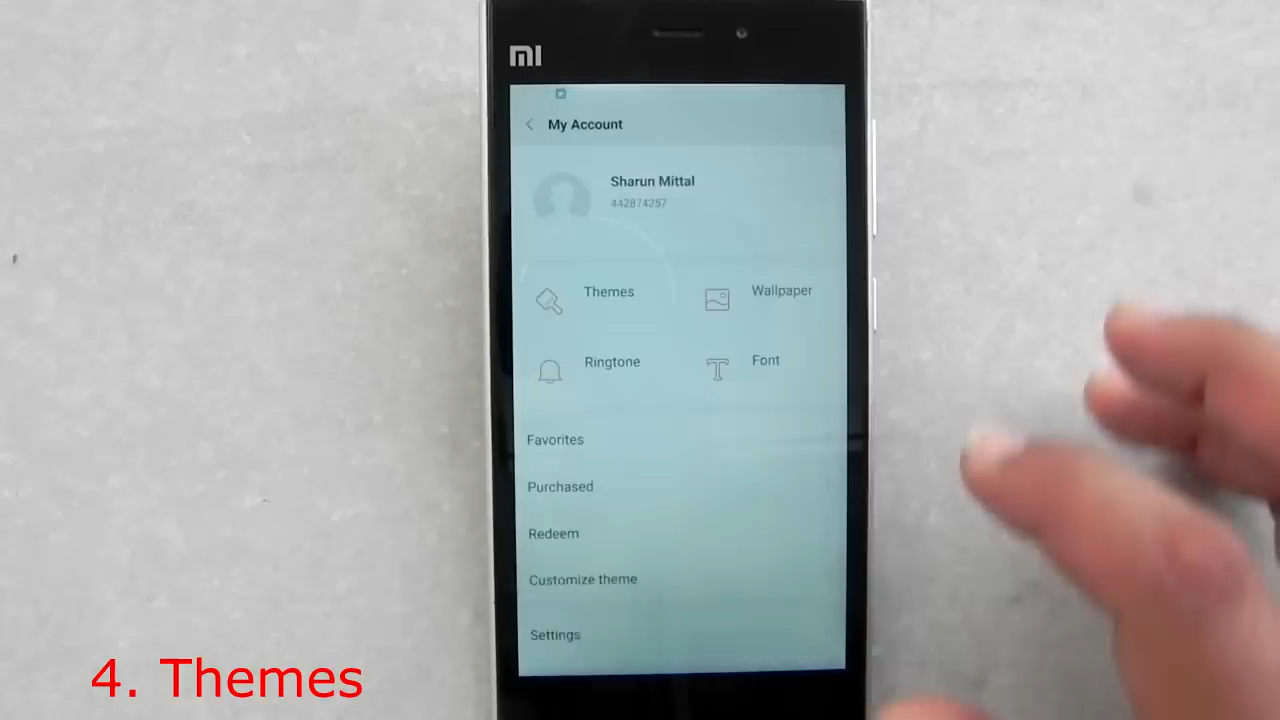 MI
My Account
Sharun Mittal
442874257
Themes
Wallpaper
Ringtone
Font
Favorites
Purchased
Redeem
Customize theme
Settings
4. Themes